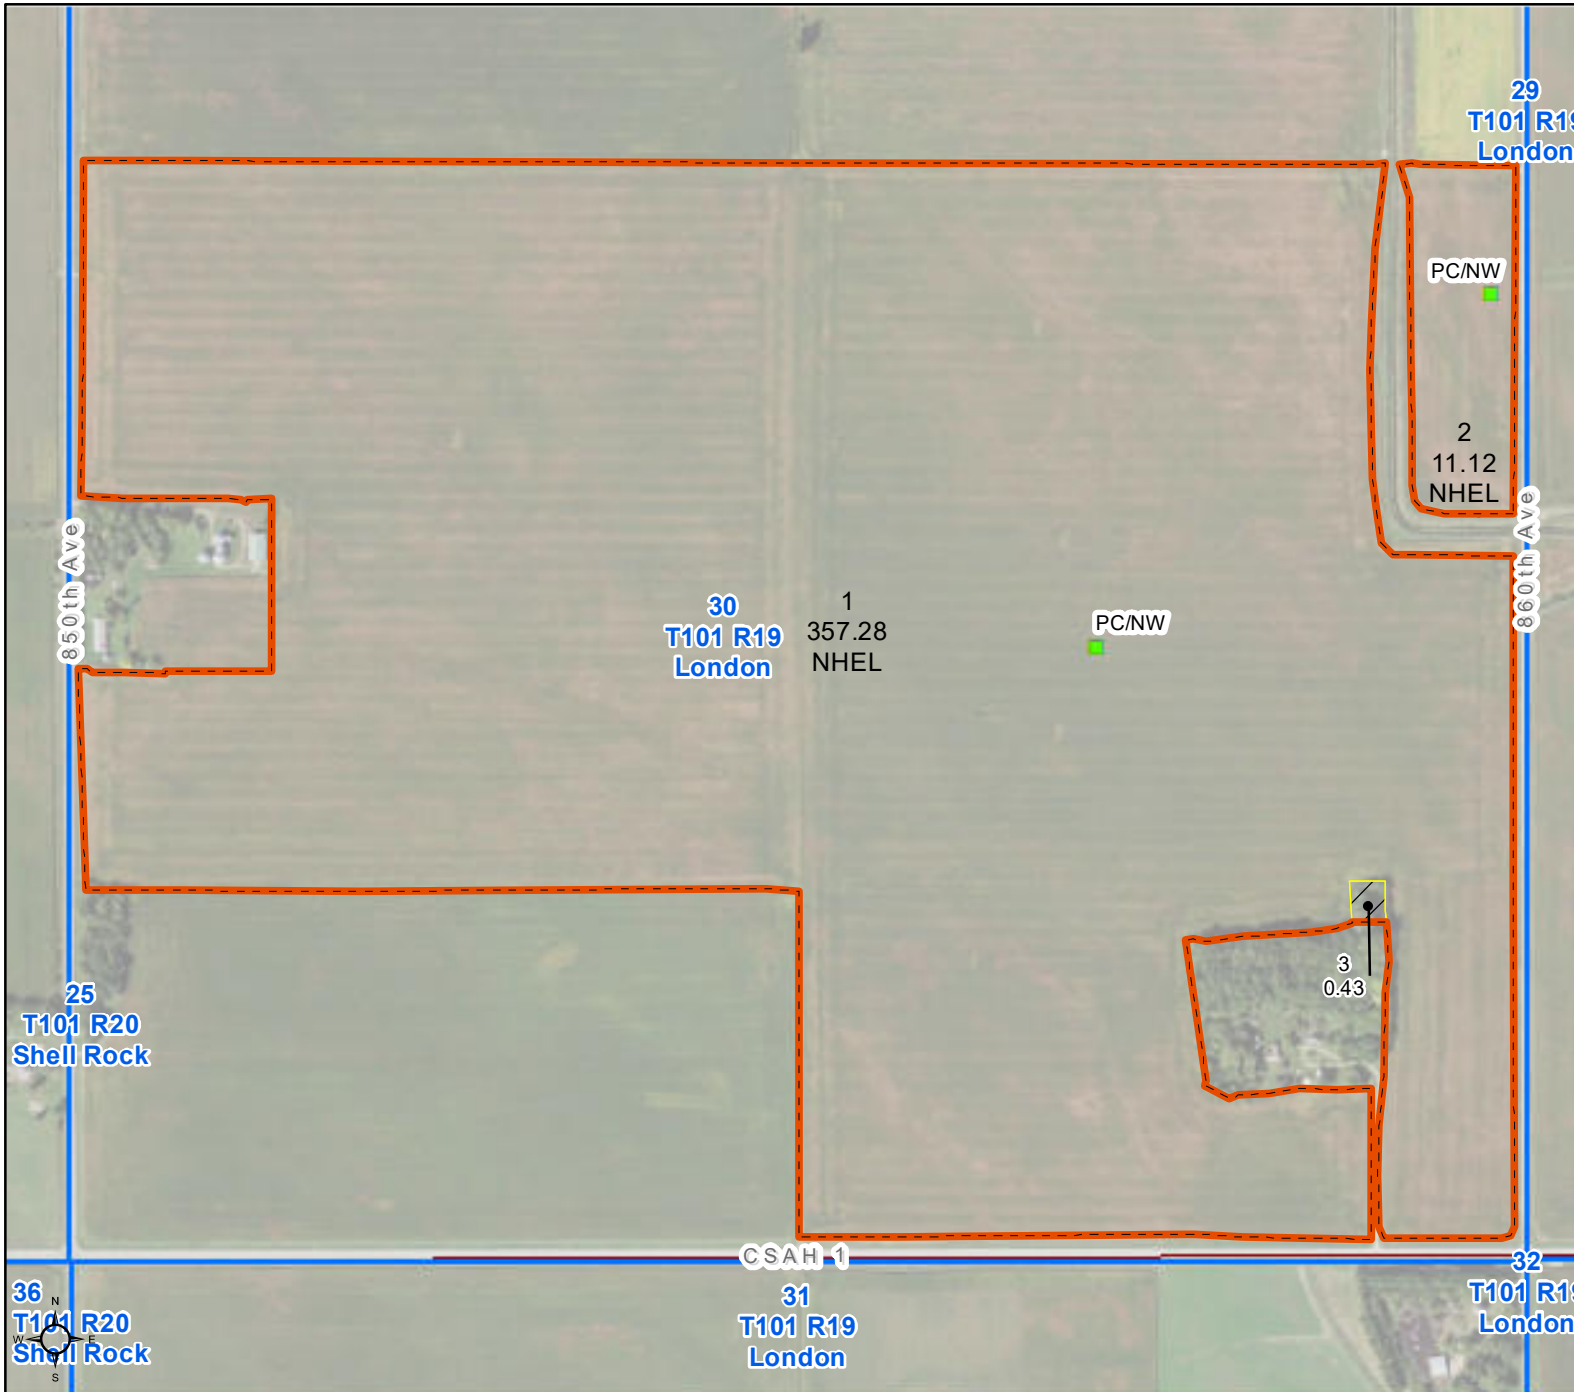 29
T101 R19
London
PC/NW
2
11.12
NHEL
850th Ave
860th Ave
30
T101 R19
London
1
357.28
NHEL
PC/NW
3
0.43
25
T101 R20
Shell Rock
CSAH 1
36
T101 R20
Shell Rock
N
W
E
S
31
T101 R19
London
32
T101 R19
London